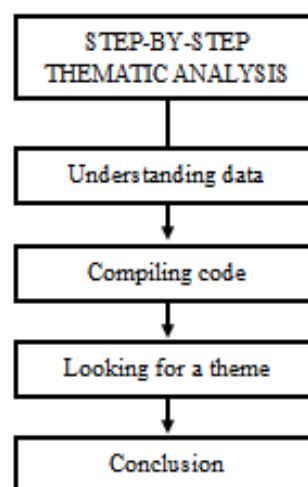 STEP-BY-STEP
THEMATIC ANALYSIS
Understanding data
Compiling code
Looking for a theme
Conclusion